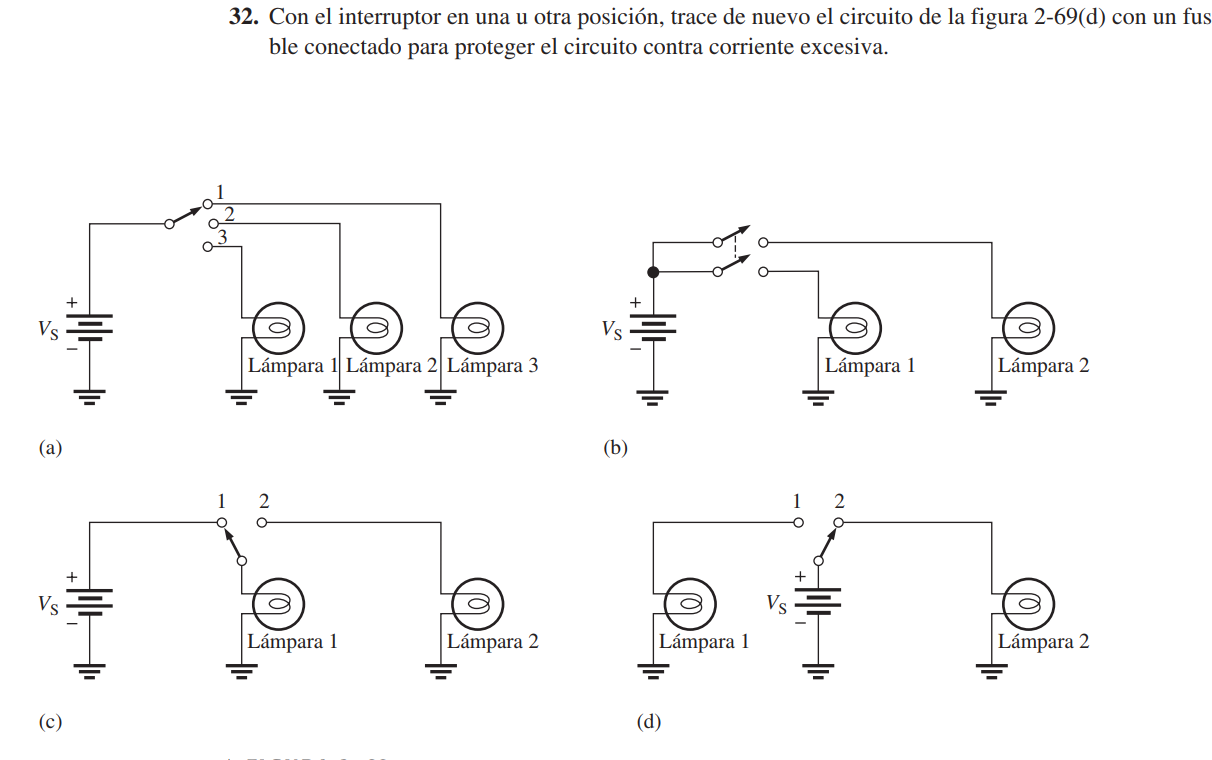 32. Con el interruptor en una u otra posición, trace de nuevo el circuito de la figura 2-69(d) con un fus
ble conectado para proteger el circuito contra corriente excesiva.
1
2
3
+
VS
−
Lámpara 1 Lámpara 2 Lámpara 3
(a)
+
VS
−
Lámpara 1 Lámpara 2
(b)
1 2
+
VS
−
Lámpara 1 Lámpara 2
(c)
1 2
+
VS
−
Lámpara 1 Lámpara 2
(d)